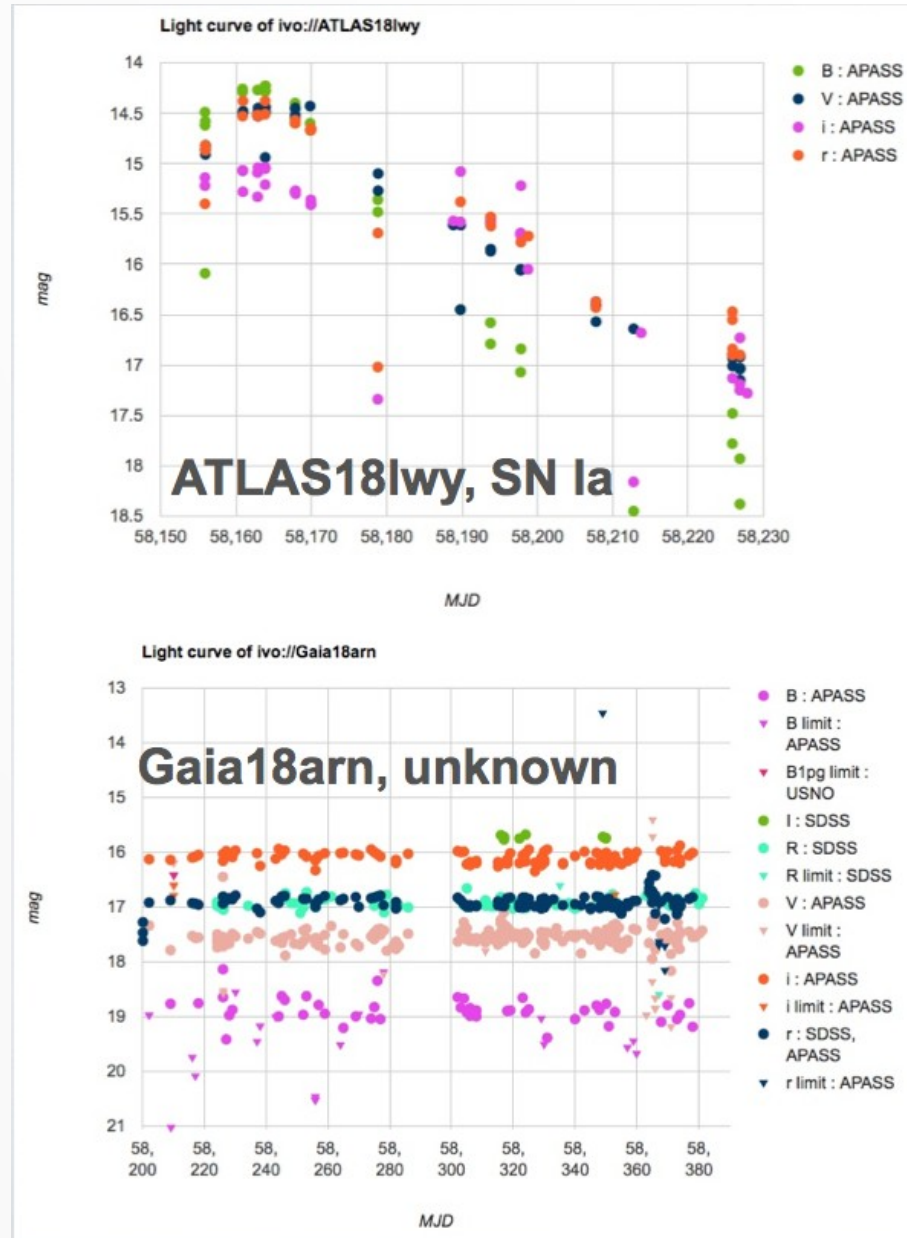 Light curve of ivo://ATLAS18lwy
14
14.5
15
15.5
16
16.5
17
17.5
18
18.5
mag
58,150 58,160 58,170 58,180 58,190 58,200 58,210 58,220 58,230
MJD
B : APASS
V : APASS
i : APASS
r : APASS
ATLAS18lwy, SN Ia
Light curve of ivo://Gaia18arn
13
14
15
16
17
18
19
20
21
mag
58, 58, 58, 58, 58, 58, 58, 58, 58, 58,
200 220 240 260 280 300 320 340 360 380
MJD
Gaia18arn, unknown
B : APASS
B limit :
APASS
B1pg limit :
USNO
I : SDSS
R : SDSS
R limit : SDSS
V : APASS
V limit :
APASS
i : APASS
i limit : APASS
r : SDSS,
APASS
r limit : APASS